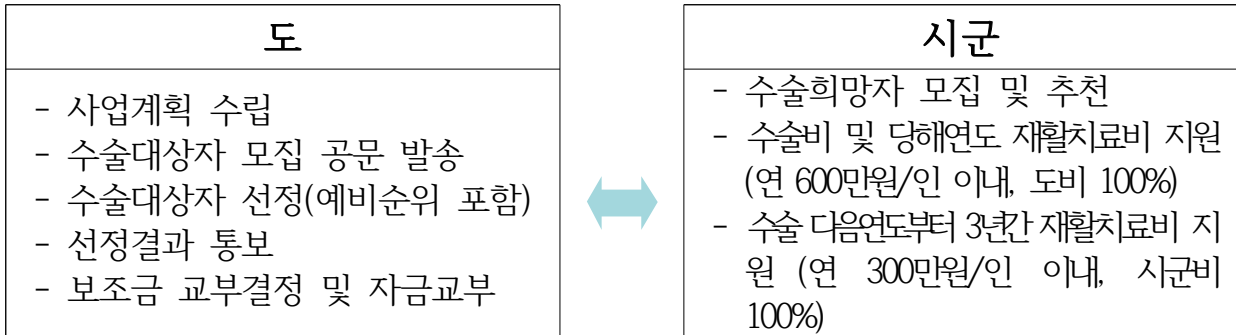 도
- 사업계획 수립
- 수술대상자 모집 공문 발송
- 수술대상자 선정(예비순위 포함)
- 선정결과 통보
- 보조금 교부결정 및 자금교부
시군
- 수술희망자 모집 및 추천
- 수술비 및 당해연도 재활치료비 지원
(연 600만원/인 이내, 도비 100%)
- 수술 다음연도부터 3년간 재활치료비 지
원 (연 300만원/인 이내, 시군비
100%)